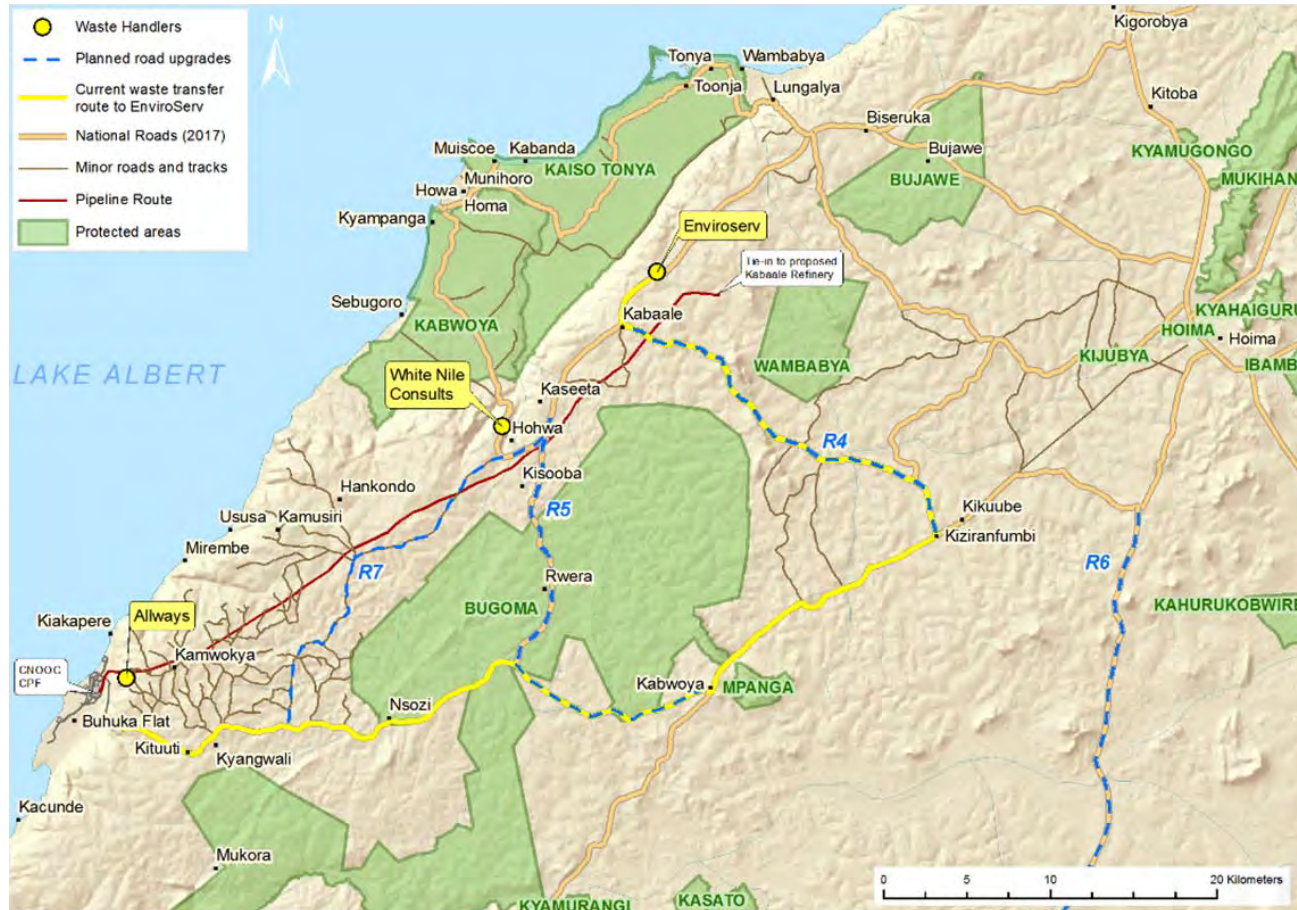 Waste Handlers
Planned road upgrades
Current waste transfer
route to EnviroServ
National Roads (2017)
Minor roads and tracks
Pipeline Route
Protected areas
N
Kigorobya
Tonya
Wambabya
Toonja
Lungalya
Kitoba
Biseruka
Muiscoe
Kabanda
KAISO TONYA
Bujawe
KYAMUGONGO
BUJAWE
MUKIHAN
Munihoro
Howa
Homa
Kyampanga
Enviroserv
Tie-in to proposed
Kabaale Refinery
Sebugoro
KABWOYA
Kabaale
KYAHAIGURU
HOIMA
Hoima
LAKE ALBERT
White Nile
Consults
WAMBABYA
KIJUBYA
IBAMB
Kaseeta
Hohwa
R4
Kisooba
Hankondo
R5
Ususa
Kamusiri
Kikuube
Kiziranfumbi
Mirembe
R7
R6
Rwera
BUGOMA
KAHURUKOBWIRE
Allways
Kiakapere
Kamwokya
CNOOC
CPF
Kabwoya
MPANGA
Nsozi
Buhuka Flat
Kituuti
Kyangwali
Kacunde
Mukora
KYAMURANGI
KASATO
0 5 10 20 Kilometers